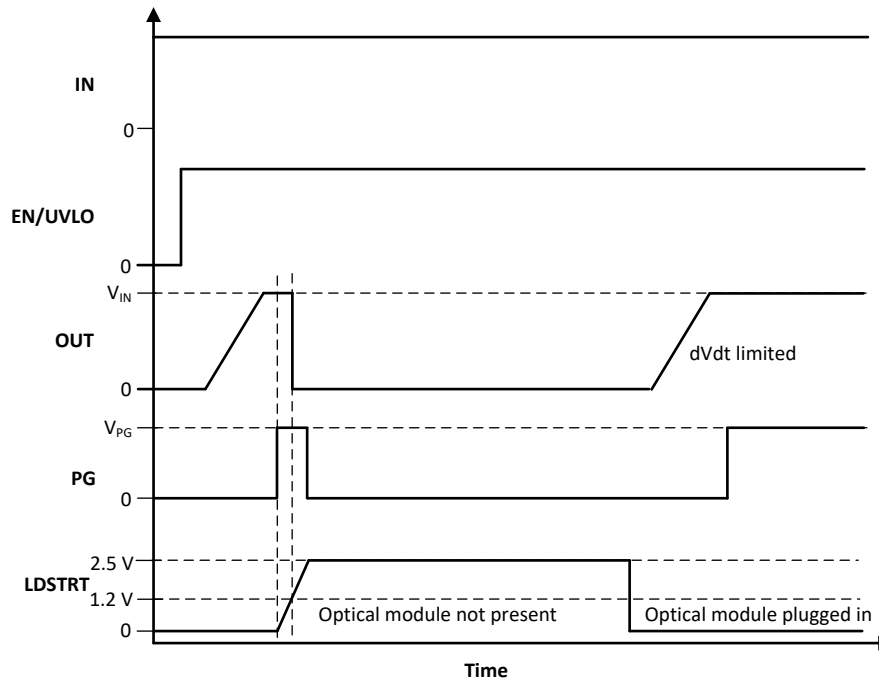 IN
0
EN/UVLO
0
V_IN
OUT
dVdt limited
0
V_PG
PG
0
2.5 V
LDSTRT
1.2 V
Optical module not present
Optical module plugged in
0
Time